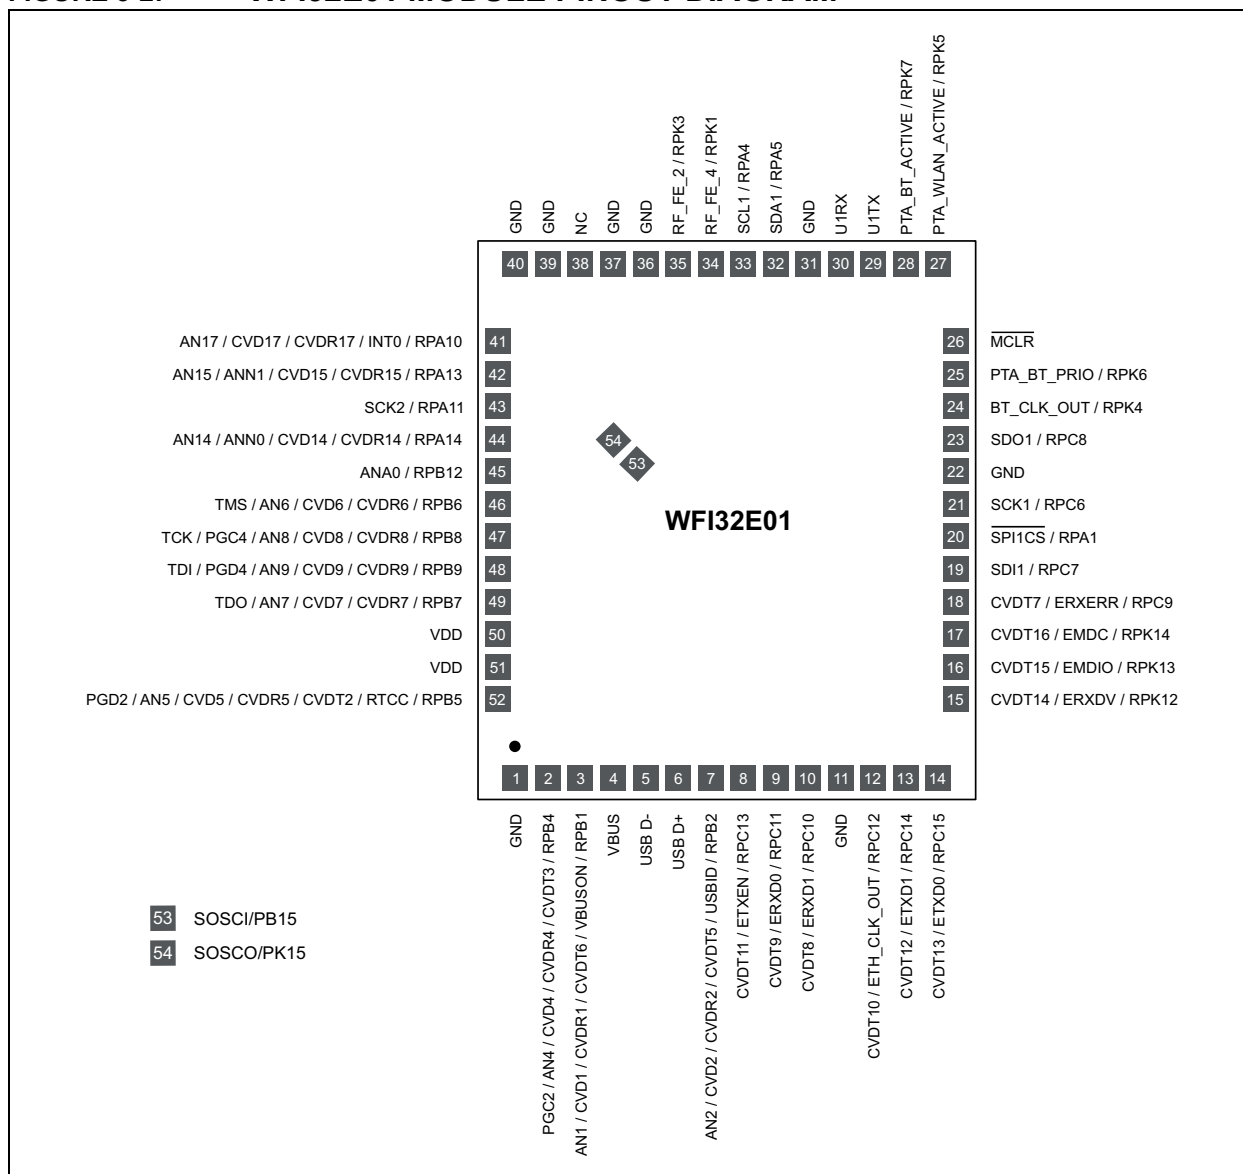 FIGURE 3-2: WFI32E01 MODULE PINOUT DIAGRAM
GND
GND
NC
GND
GND
RF_FE_2 / RPK3
RF_FE_4 / RPK1
SCL1 / RPA4
SDA1 / RPA5
GND
U1RX
U1TX
PTA_BT_ACTIVE / RPK7
PTA_WLAN_ACTIVE / RPK5
40 39 38 37 36 35 34 33 32 31 30 29 28 27
AN17 / CVD17 / CVDR17 / INT0 / RPA10 41
26 MCLR
AN15 / ANN1 / CVD15 / CVDR15 / RPA13 42
25 PTA_BT_PRIO / RPK6
SCK2 / RPA11 43
24 BT_CLK_OUT / RPK4
AN14 / ANN0 / CVD14 / CVDR14 / RPA14 44
54
23 SDO1 / RPC8
ANA0 / RPB12 45
53
22 GND
TMS / AN6 / CVD6 / CVDR6 / RPB6 46
21 SCK1 / RPC6
WFI32E01
TCK / PGC4 / AN8 / CVD8 / CVDR8 / RPB8 47
20 SPI1CS / RPA1
TDI / PGD4 / AN9 / CVD9 / CVDR9 / RPB9 48
19 SDI1 / RPC7
TDO / AN7 / CVD7 / CVDR7 / RPB7 49
18 CVDT7 / ERXERR / RPC9
VDD 50
17 CVDT16 / EMDC / RPK14
VDD 51
16 CVDT15 / EMDIO / RPK13
PGD2 / AN5 / CVD5 / CVDR5 / CVDT2 / RTCC / RPB5 52
15 CVDT14 / ERXDV / RPK12
1 2 3 4 5 6 7 8 9 10 11 12 13 14
GND
PGC2 / AN4 / CVD4 / CVDR4 / CVDT3 / RPB4
AN1 / CVD1 / CVDR1 / CVDT6 / VBUSON / RPB1
VBUS
USB D-
USB D+
AN2 / CVD2 / CVDR2 / CVDT5 / USBID / RPB2
CVDT11 / ETXEN / RPC13
CVDT9 / ERXD0 / RPC11
CVDT8 / ERXD1 / RPC10
GND
CVDT10 / ETH_CLK_OUT / RPC12
CVDT12 / ETXD1 / RPC14
CVDT13 / ETXD0 / RPC15
53 SOSCI/PB15
54 SOSCO/PK15